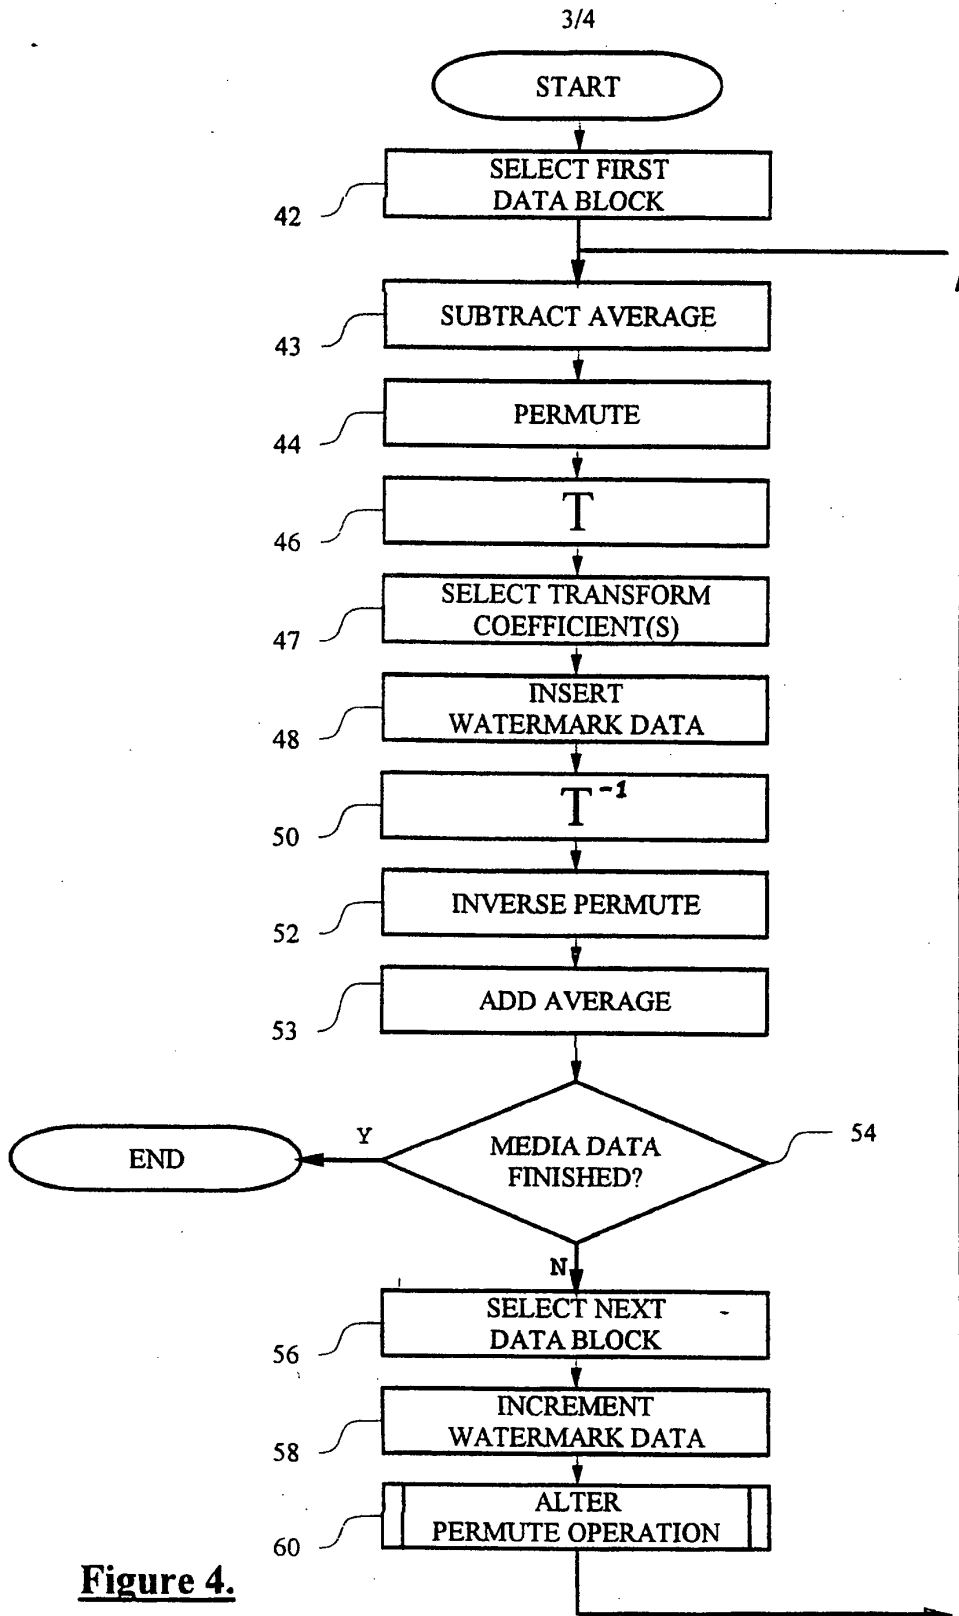 3/4
START
SELECT FIRST
DATA BLOCK
42
SUBTRACT AVERAGE
43
PERMUTE
44
T
46
SELECT TRANSFORM
COEFFICIENT(S)
47
INSERT
WATERMARK DATA
48
T⁻¹
50
INVERSE PERMUTE
52
ADD AVERAGE
53
MEDIA DATA
FINISHED?
54
Y
END
N
SELECT NEXT
DATA BLOCK
56
INCREMENT
WATERMARK DATA
58
ALTER
PERMUTE OPERATION
60
Figure 4.